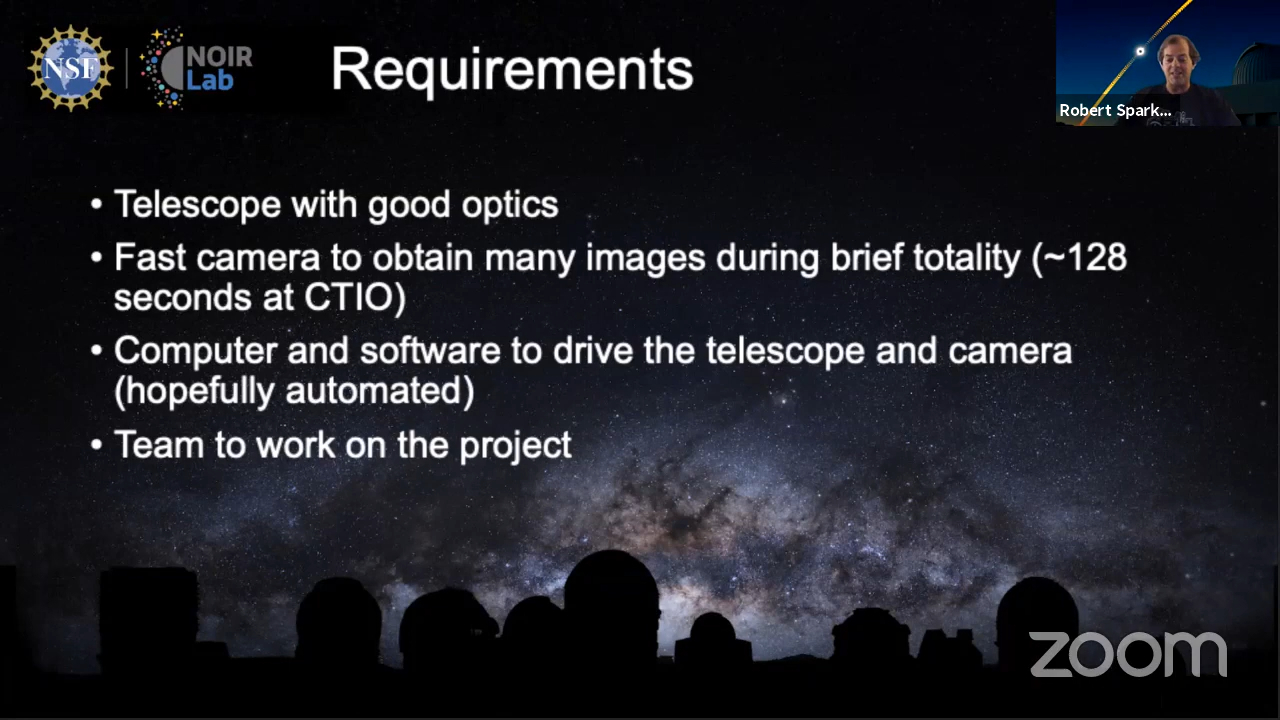 NSF
NOIR
Lab
Requirements
Robert Spark...
• Telescope with good optics
• Fast camera to obtain many images during brief totality (~128
seconds at CTIO)
• Computer and software to drive the telescope and camera
(hopefully automated)
• Team to work on the project
zoom